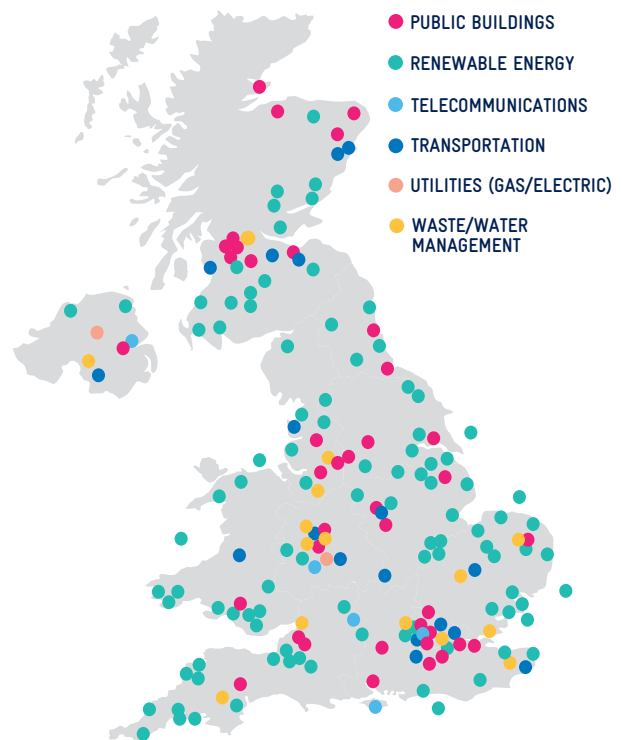 PUBLIC BUILDINGS
RENEWABLE ENERGY
TELECOMMUNICATIONS
TRANSPORTATION
UTILITIES (GAS/ELECTRIC)
WASTE/WATER
MANAGEMENT